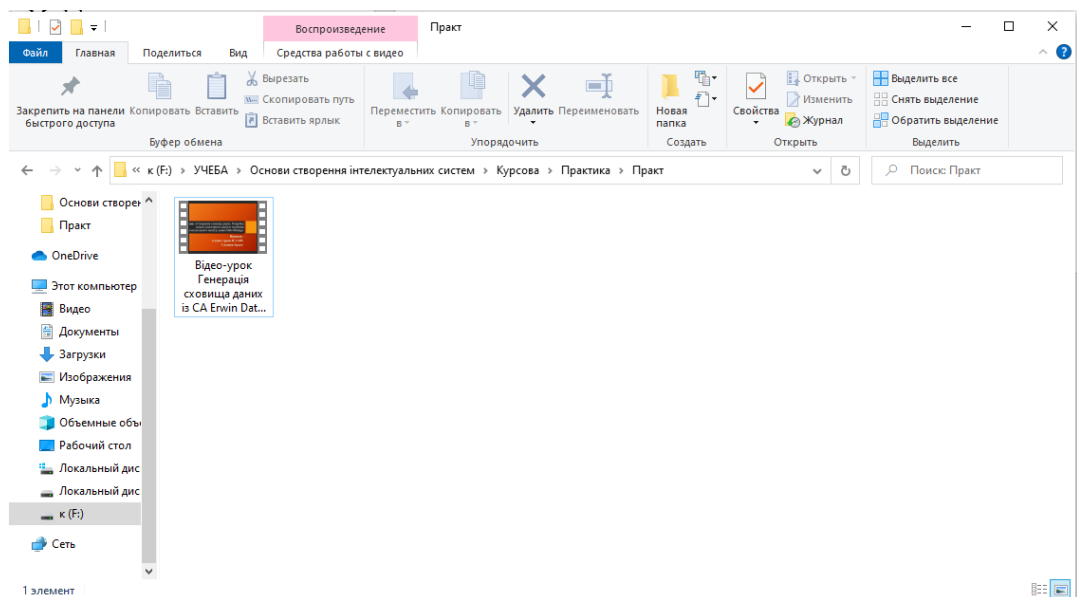 Воспроизведение
Практ
Файл
Главная
Поделиться
Вид
Средства работы с видео
Закрепить на панели
быстрого доступа
Копировать
Вставить
Вырезать
Скопировать путь
Вставить ярлык
Буфер обмена
Переместить
в
Копировать
в
Удалить
Переименовать
Упорядочить
Новая
папка
Создать
Свойства
Открыть
Изменить
Журнал
Открыть
Выделить все
Снять выделение
Обратить выделение
Выделить
« к (F:) › УЧЕБА › Основи створення інтелектуальних систем › Курсова › Практика › Практ
Поиск: Практ
Основи створен
Практ
OneDrive
Этот компьютер
Видео
Документы
Загрузки
Изображения
Музыка
Объемные объ
Рабочий стол
Локальный дис
Локальный дис
к (F:)
Сеть
Відео-урок
Генерація
сховища даних
із CA Erwin Dat...
1 элемент